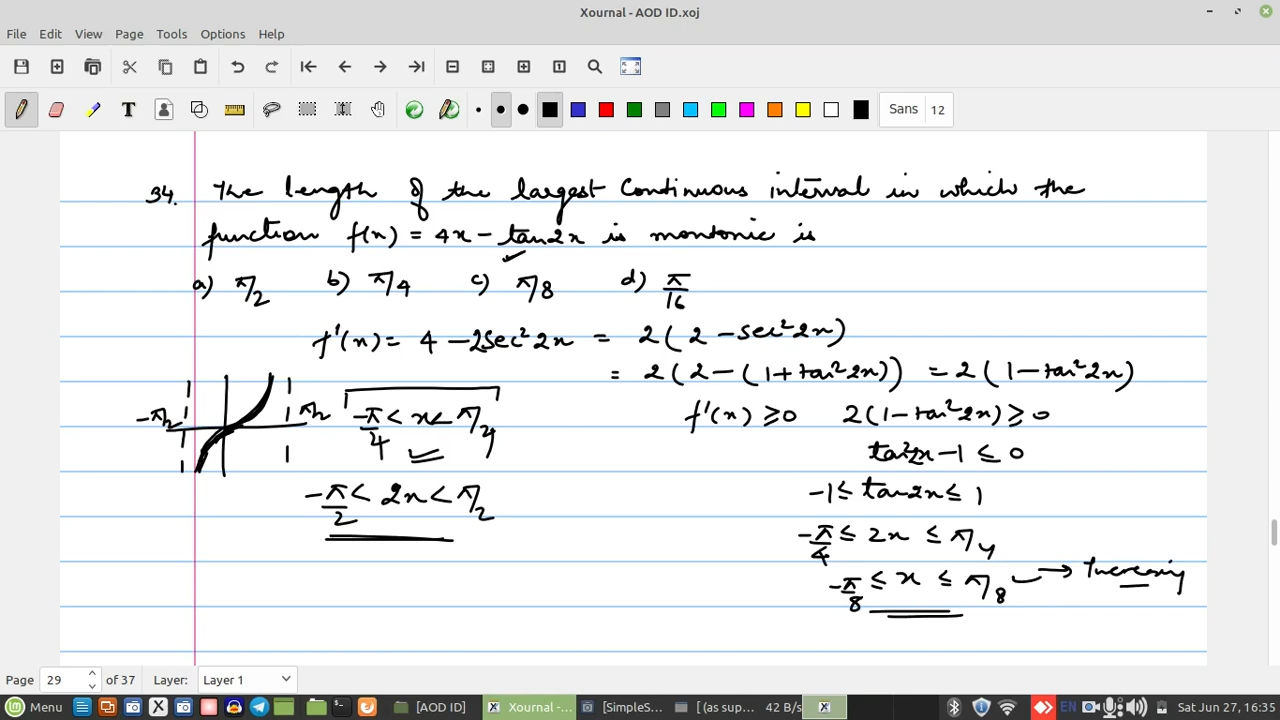 Xournal - AOD ID.xoj
File Edit View Page Tools Options Help
Sans 12
34. The length of the largest continuous interval in which the
function f(x) = 4x - tan2x is montonic is
a) π/2 b) π/4 c) π/8 d) π/16
f'(x) = 4 - 2sec²2x = 2(2 - sec²2x)
= 2(2 - (1 + tan²2x)) = 2(1 - tan²2x)
-π/2 π/2 -π/4 < x < π/4
f'(x) ≥ 0 2(1 - tan²2x) ≥ 0
tan²2x - 1 ≤ 0
-π/2 < 2x < π/2
-1 ≤ tan2x ≤ 1
-π/4 ≤ 2x ≤ π/4
-π/8 ≤ x ≤ π/8 → Increasing
Page 29 of 37 Layer: Layer 1
Menu [AOD ID] Xournal -... [SimpleS... [ (as sup... 42 B/s EN Sat Jun 27, 16:35